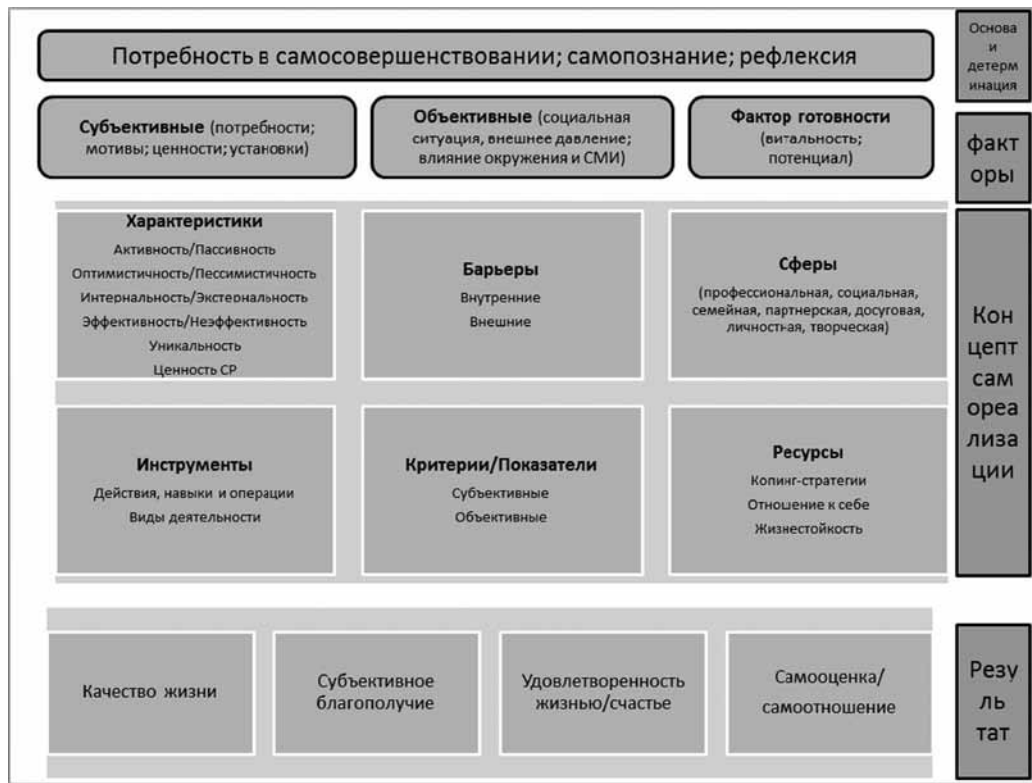 Потребность в самосовершенствовании; самопознание; рефлексия
Основа
и
детерм
инация
Субъективные (потребности;
мотивы; ценности; установки)
Объективные (социальная
ситуация, внешнее давление;
влияние окружения и СМИ)
Фактор готовности
(витальность;
потенциал)
факт
оры
Характеристики
Активность/Пассивность
Оптимистичность/Пессимистичность
Интернальность/Экстернальность
Эффективность/Неэффективность
Уникальность
Ценность СР
Барьеры
Внутренние
Внешние
Сферы
(профессиональная, социальная,
семейная, партнерская, досуговая,
личностная, творческая)
Кон
цепт
сам
ореа
лиза
ции
Инструменты
Действия, навыки и операции
Виды деятельности
Критерии/Показатели
Субъективные
Объективные
Ресурсы
Копинг-стратегии
Отношение к себе
Жизнестойкость
Качество жизни
Субъективное
благополучие
Удовлетворенность
жизнью/счастье
Самооценка/
самоотношение
Резу
ль
тат